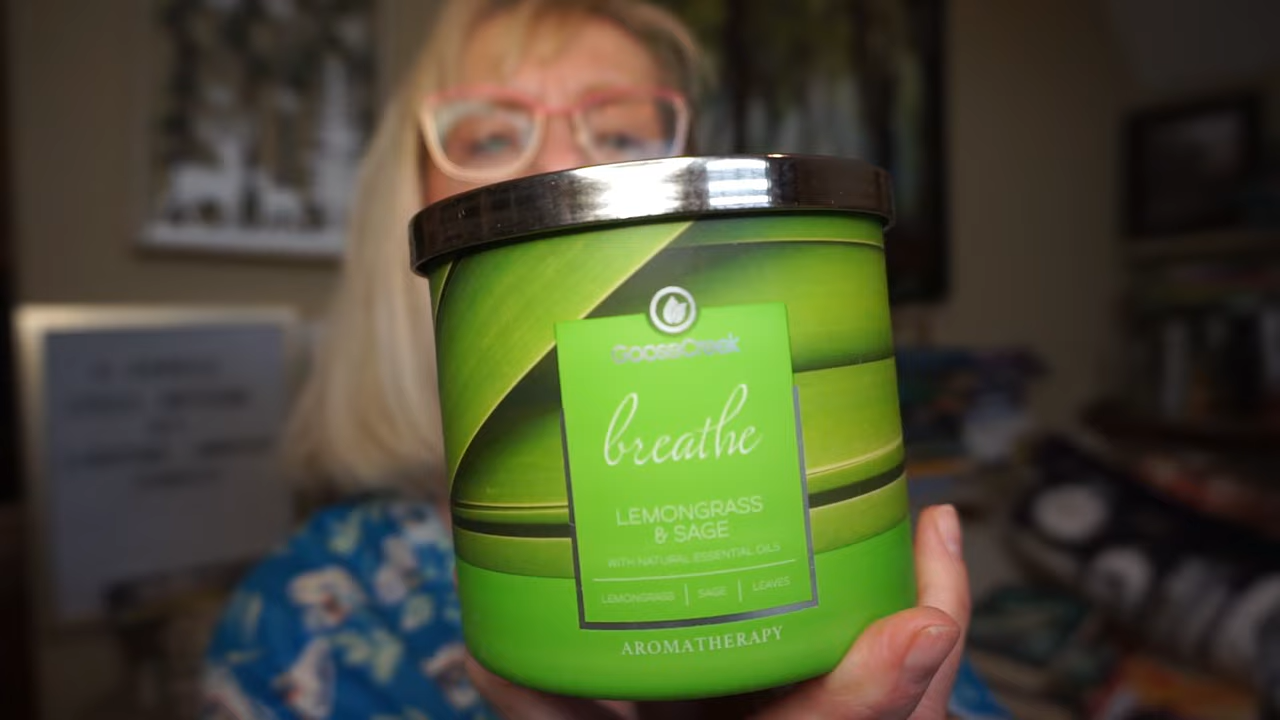 GooseCreek
breathe
LEMONGRASS
& SAGE
WITH NATURAL ESSENTIAL OILS
LEMONGRASS | SAGE | LEAVES
AROMATHERAPY